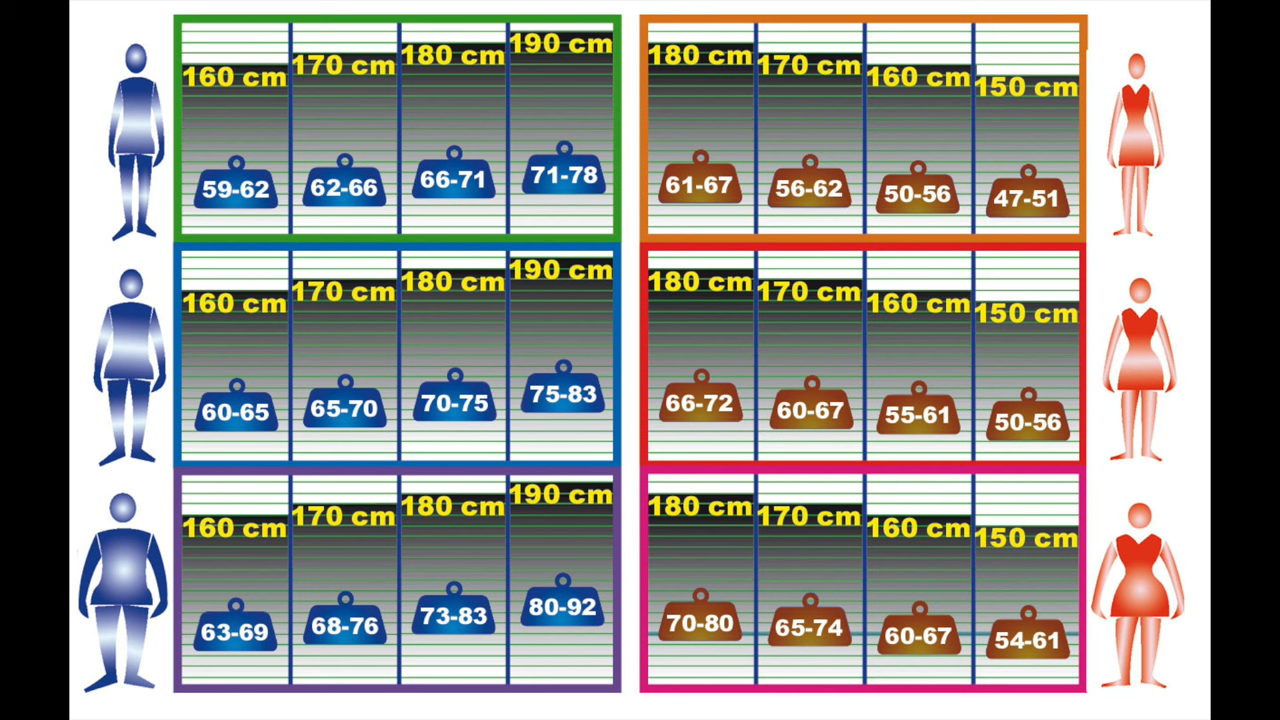 160 cm 170 cm 180 cm 190 cm
59-62 62-66 66-71 71-78
180 cm 170 cm 160 cm 150 cm
61-67 56-62 50-56 47-51
160 cm 170 cm 180 cm 190 cm
60-65 65-70 70-75 75-83
180 cm 170 cm 160 cm 150 cm
66-72 60-67 55-61 50-56
160 cm 170 cm 180 cm 190 cm
63-69 68-76 73-83 80-92
180 cm 170 cm 160 cm 150 cm
70-80 65-74 60-67 54-61